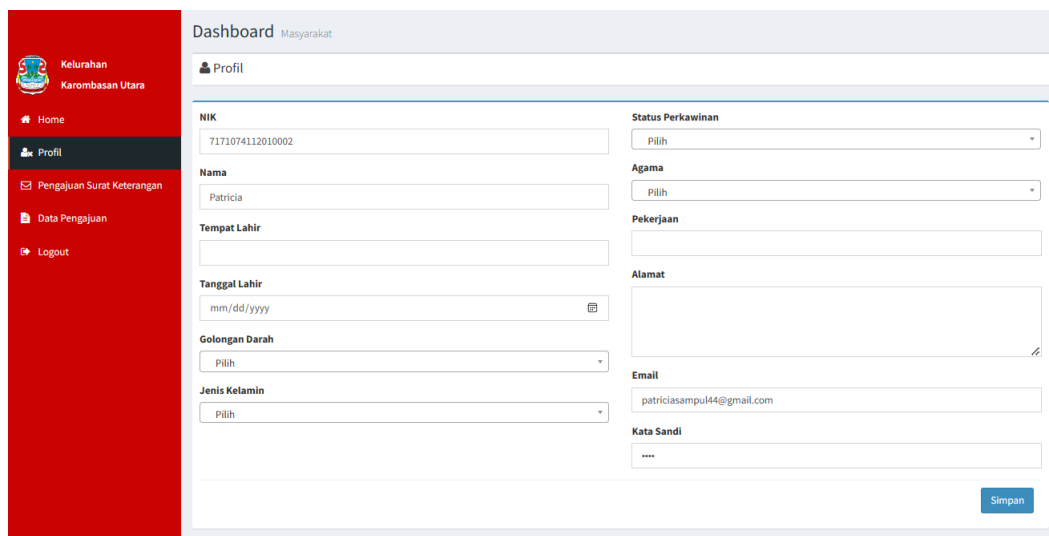 Dashboard Masyarakat
Kelurahan
Karombasan Utara
Home
Profil
Pengajuan Surat Keterangan
Data Pengajuan
Logout
Profil
NIK
7171074112010002
Nama
Patricia
Tempat Lahir
Tanggal Lahir
mm/dd/yyyy
Golongan Darah
Pilih
Jenis Kelamin
Pilih
Status Perkawinan
Pilih
Agama
Pilih
Pekerjaan
Alamat
Email
patriciasampul44@gmail.com
Kata Sandi
••••
Simpan